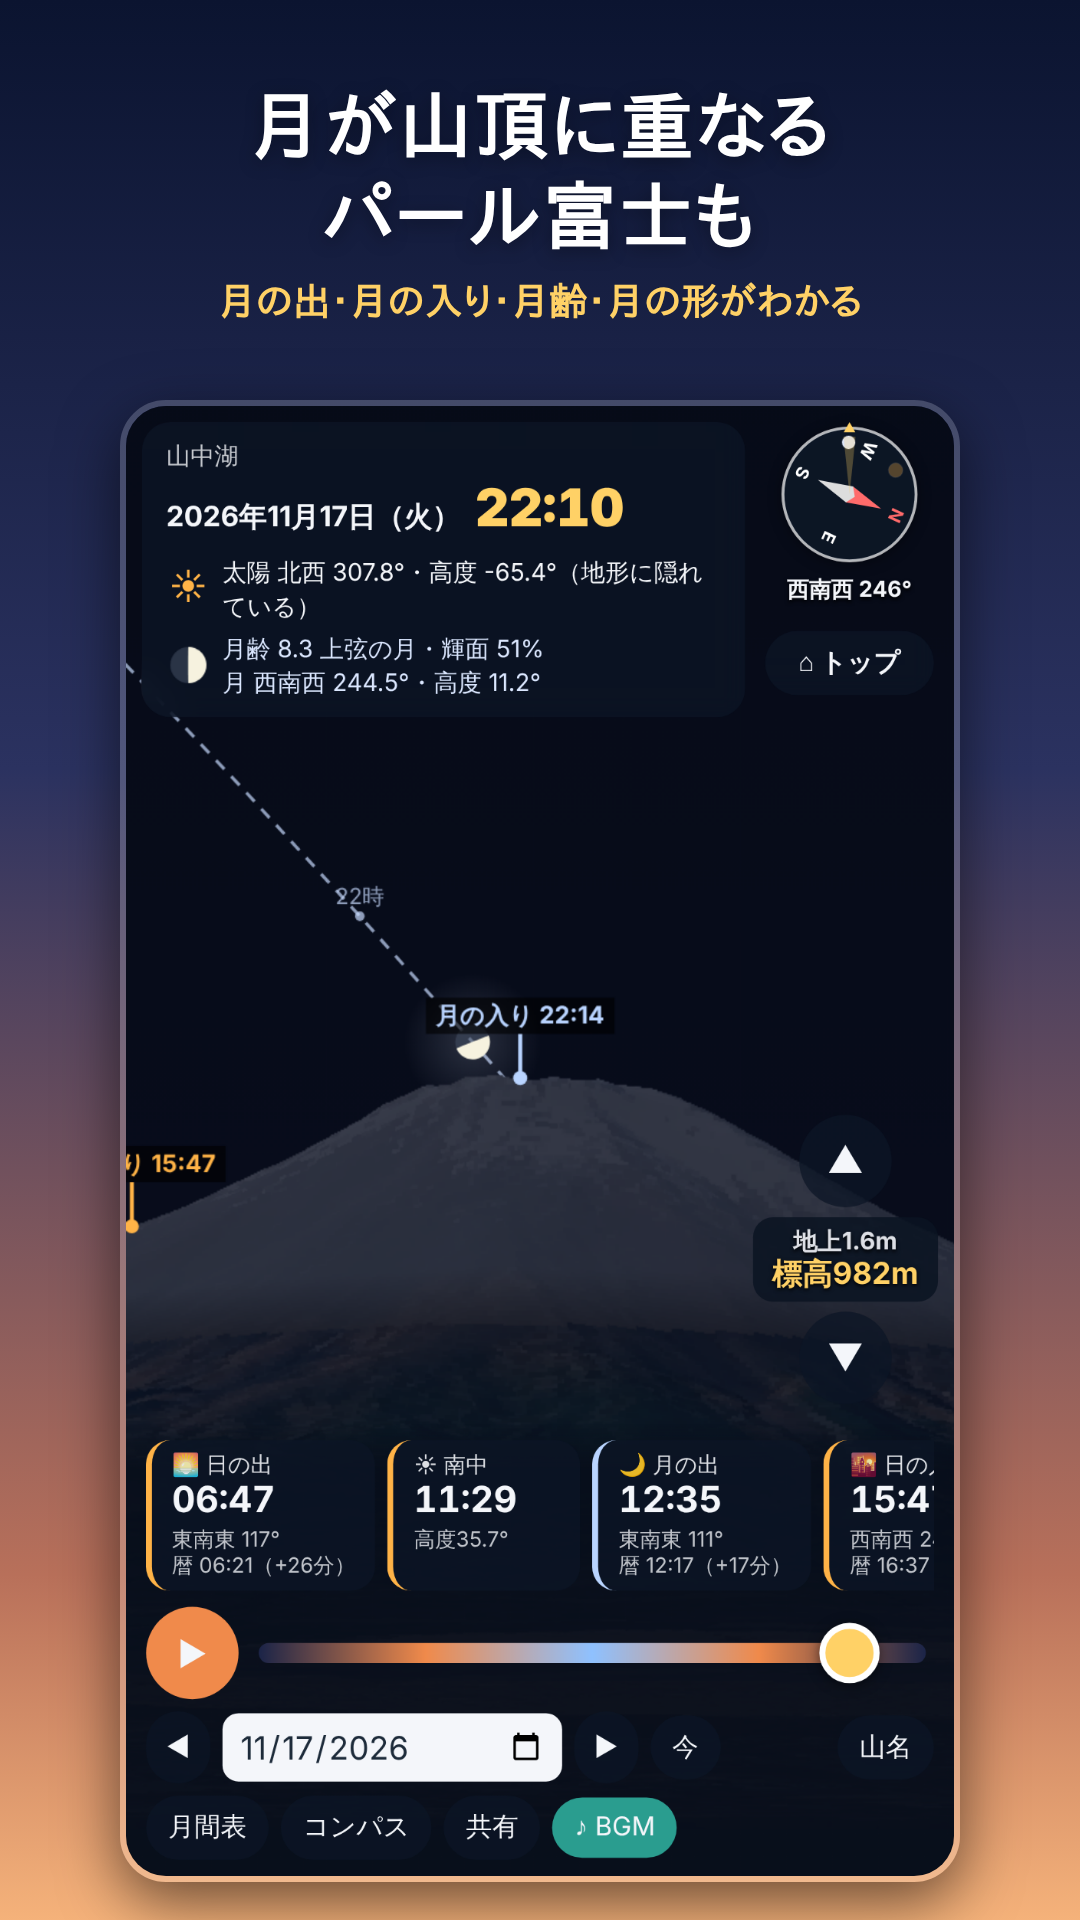 月が山頂に重なる
パール富士も
月の出・月の入り・月齢・月の形がわかる
山中湖
2026年11月17日（火） 22:10
太陽 北西 307.8°・高度 -65.4°（地形に隠れ
ている）
月齢 8.3 上弦の月・輝面 51%
月 西南西 244.5°・高度 11.2°
S W N E
西南西 246°
⌂ トップ
22時
月の入り 22:14
り 15:47
地上1.6m
標高982m
日の出
06:47
東南東 117°
暦 06:21（+26分）
南中
11:29
高度35.7°
月の出
12:35
東南東 111°
暦 12:17（+17分）
日の
15:4
西南西 2
暦 16:37
11/17/2026
今
山名
月間表
コンパス
共有
♪ BGM